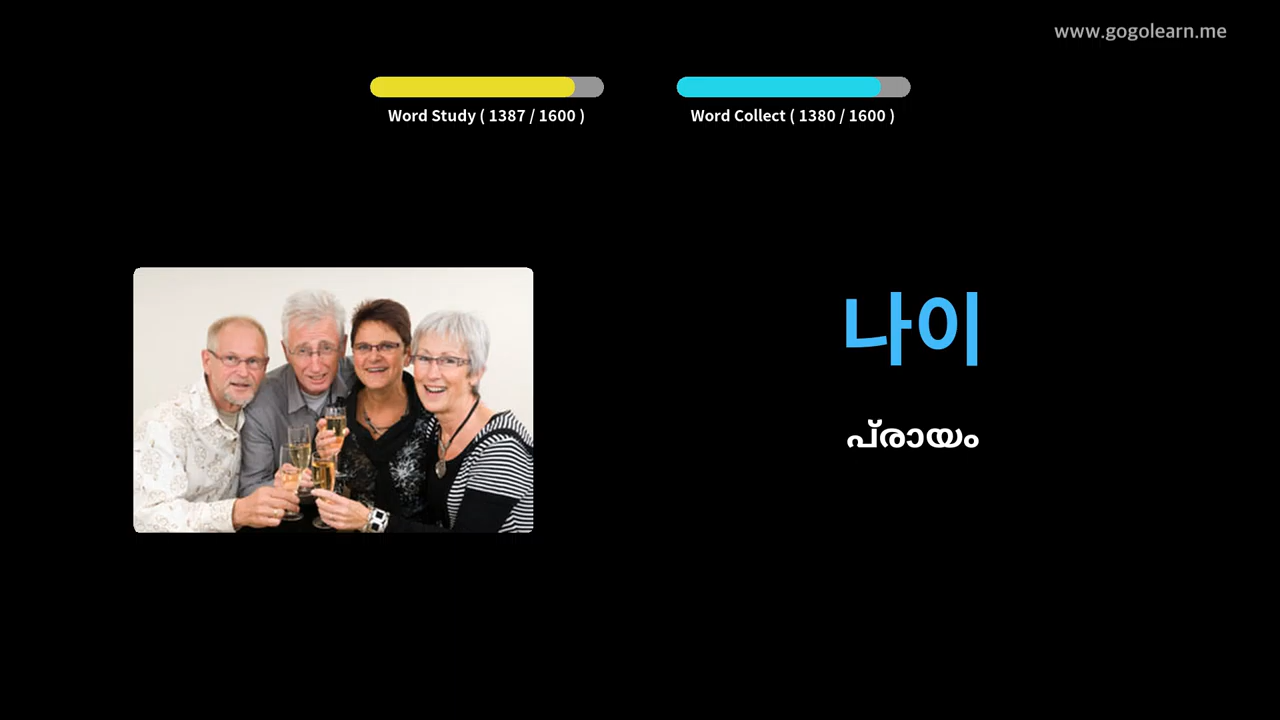 www.gogolearn.me
Word Study ( 1387 / 1600 )
Word Collect ( 1380 / 1600 )
나이
പ്രായം